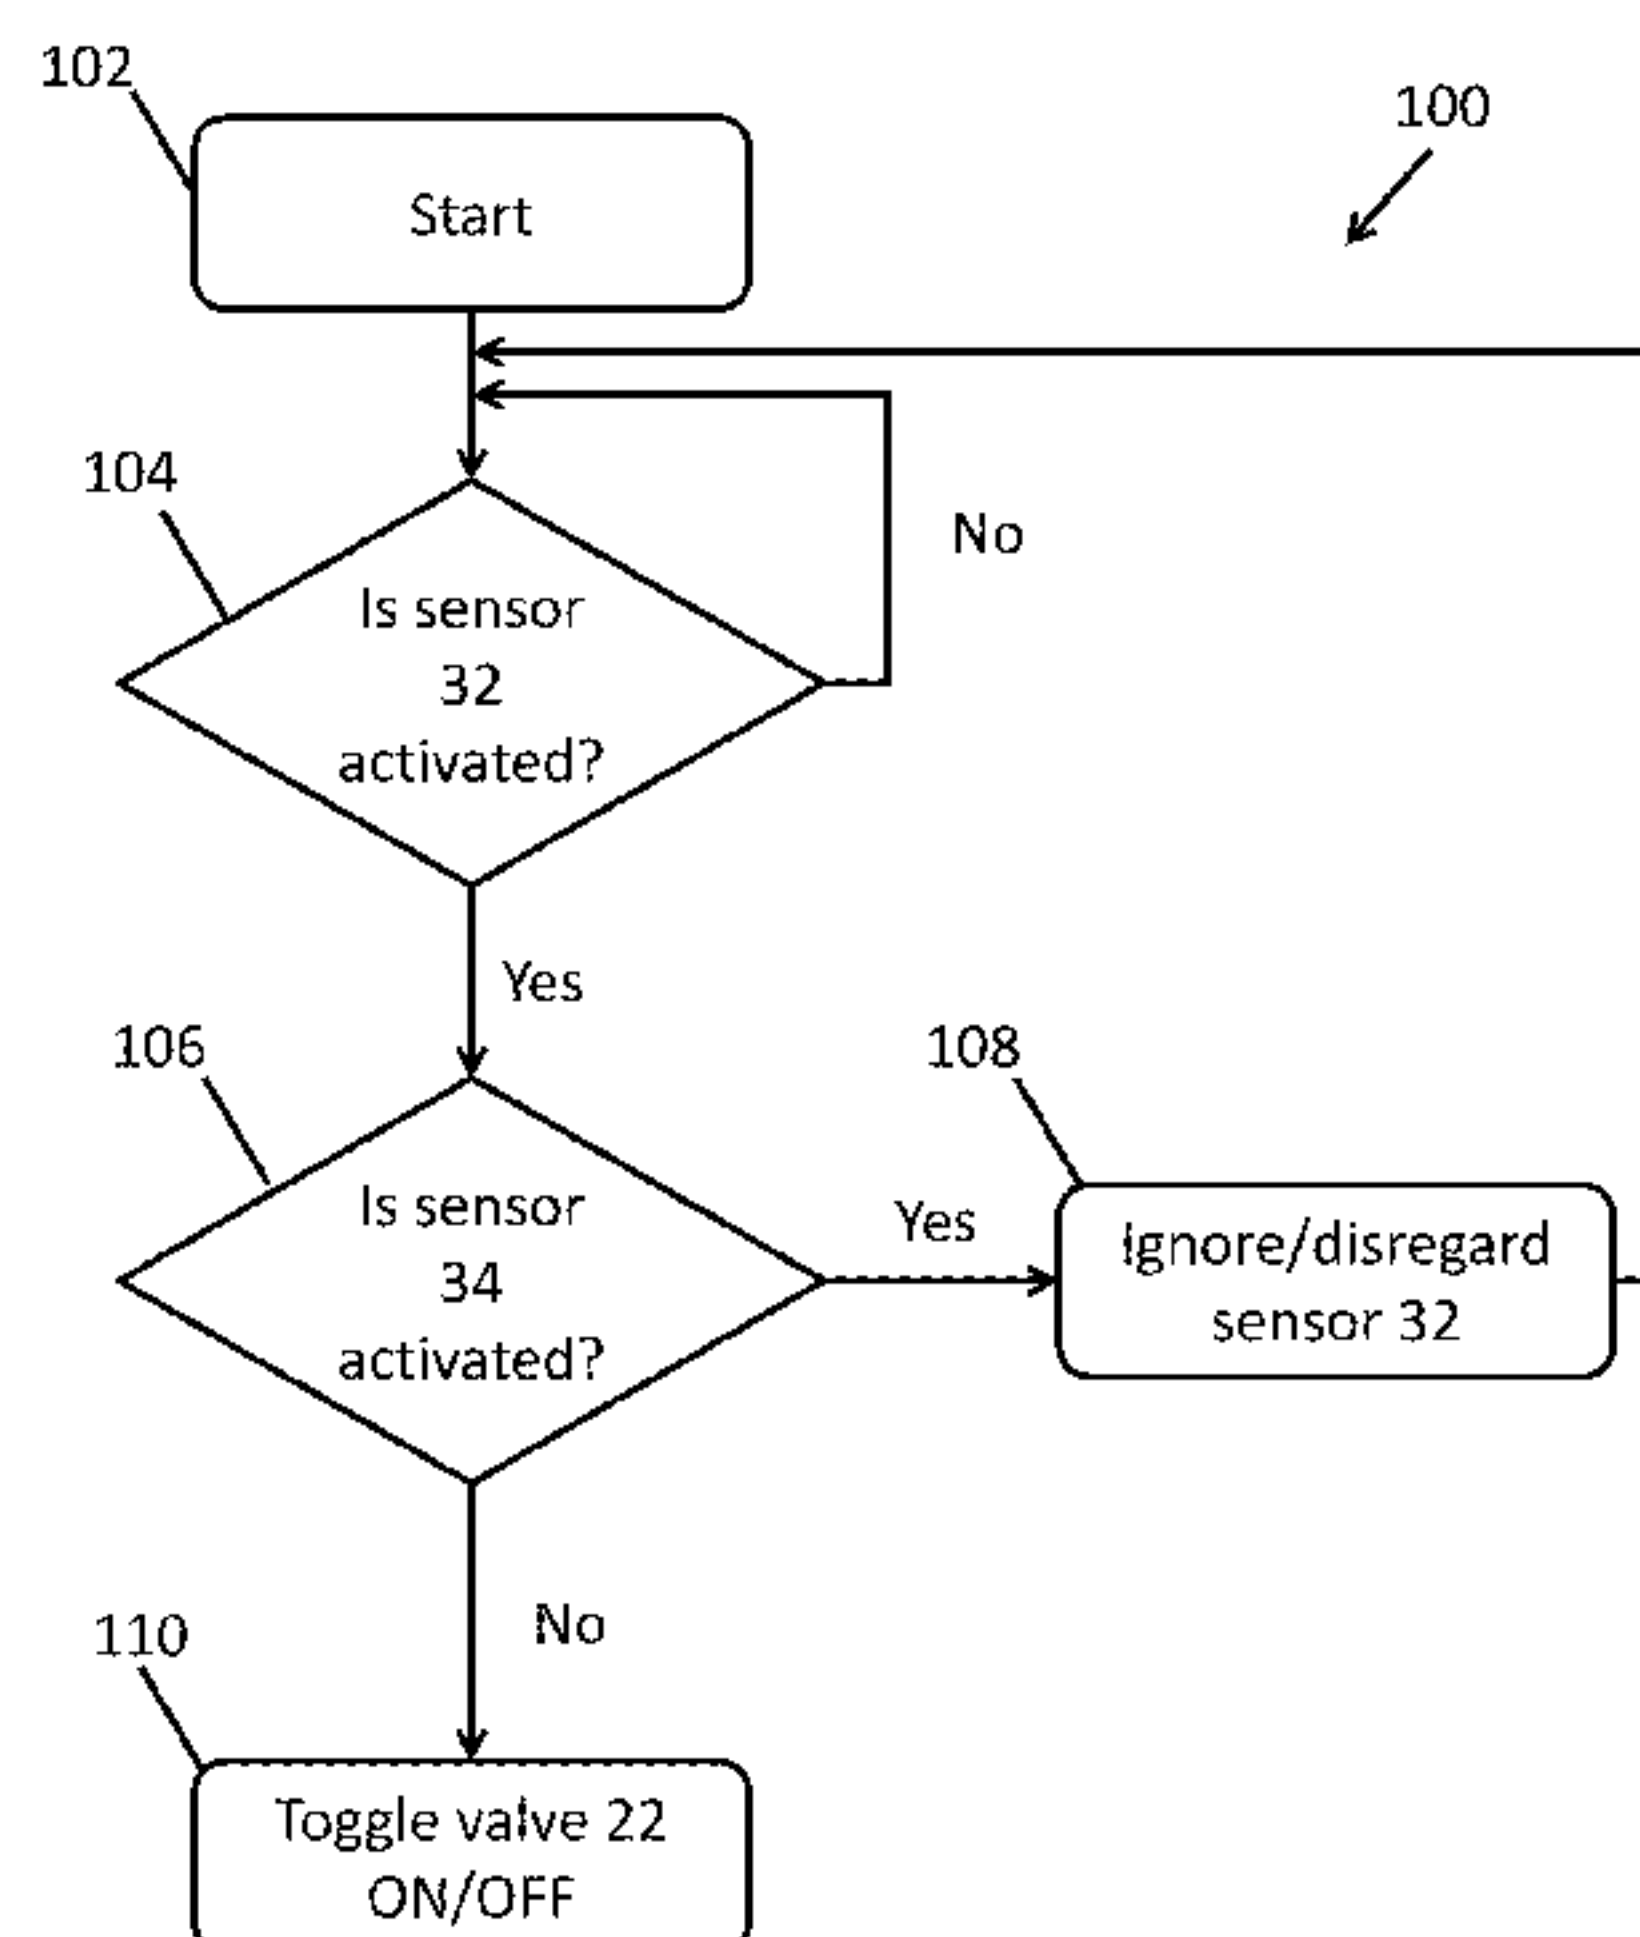 102
100
Start
104
No
Is sensor
32
activated?
Yes
106
108
Is sensor
34
activated?
Yes
Ignore/disregard
sensor 32
No
110
Toggle valve 22
ON/OFF